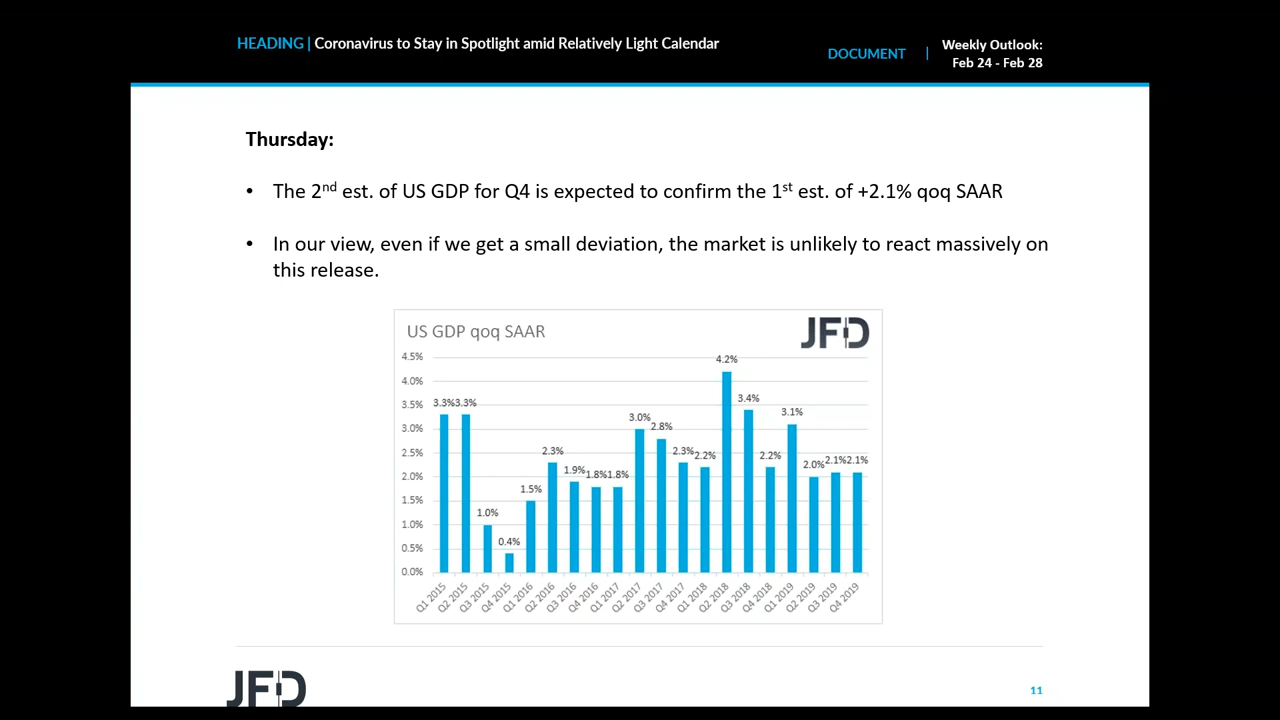 HEADING | Coronavirus to Stay in Spotlight amid Relatively Light Calendar
DOCUMENT | Weekly Outlook:
Feb 24 - Feb 28
Thursday:
• The 2nd est. of US GDP for Q4 is expected to confirm the 1st est. of +2.1% qoq SAAR
• In our view, even if we get a small deviation, the market is unlikely to react massively on
this release.
US GDP qoq SAAR
JFD
4.5%
4.0%
3.5%
3.0%
2.5%
2.0%
1.5%
1.0%
0.5%
0.0%
3.3% 3.3% 1.0% 0.4% 1.5% 2.3% 1.9% 1.8% 1.8% 3.0% 2.8% 2.3% 2.2% 4.2% 3.4% 2.2% 3.1% 2.0% 2.1% 2.1%
Q1 2015 Q2 2015 Q3 2015 Q4 2015 Q1 2016 Q2 2016 Q3 2016 Q4 2016 Q1 2017 Q2 2017 Q3 2017 Q4 2017 Q1 2018 Q2 2018 Q3 2018 Q4 2018 Q1 2019 Q2 2019 Q3 2019 Q4 2019
JFD
11